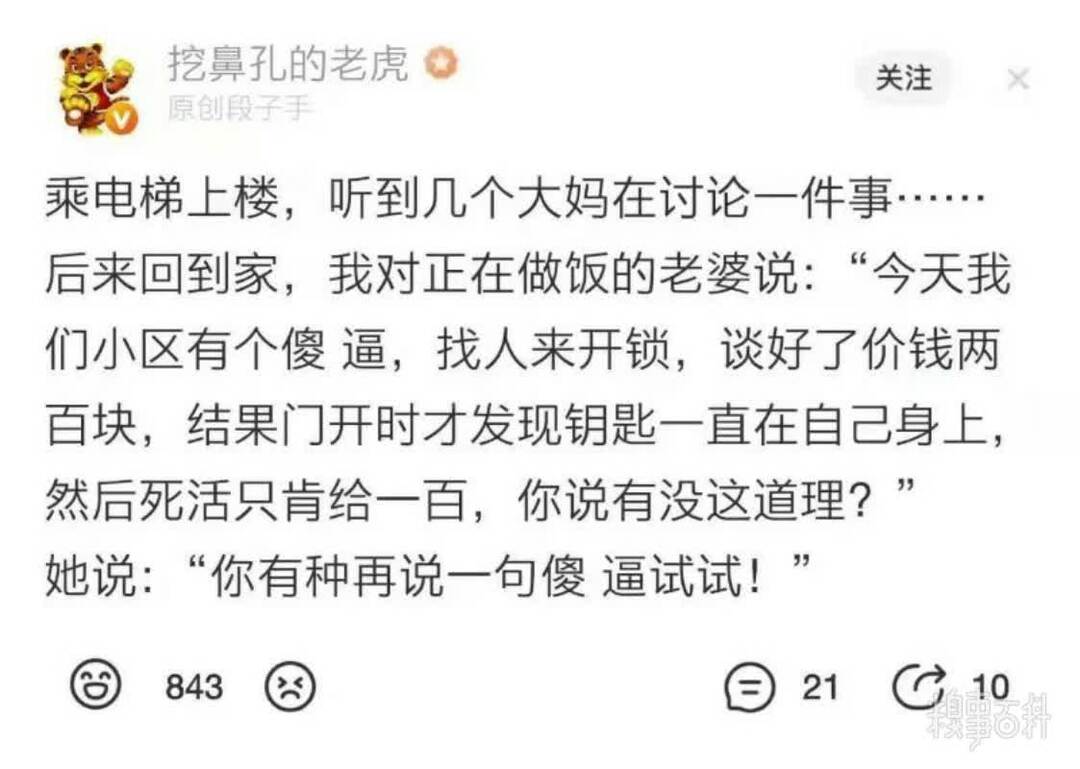 挖鼻孔的老虎
原创段子手
关注
乘电梯上楼，听到几个大妈在讨论一件事……
后来回到家，我对正在做饭的老婆说：“今天我
们小区有个傻 逼，找人来开锁，谈好了价钱两
百块，结果门开时才发现钥匙一直在自己身上，
然后死活只肯给一百，你说有没这道理？”
她说：“你有种再说一句傻 逼试试！”
843
21
10
糗事百科